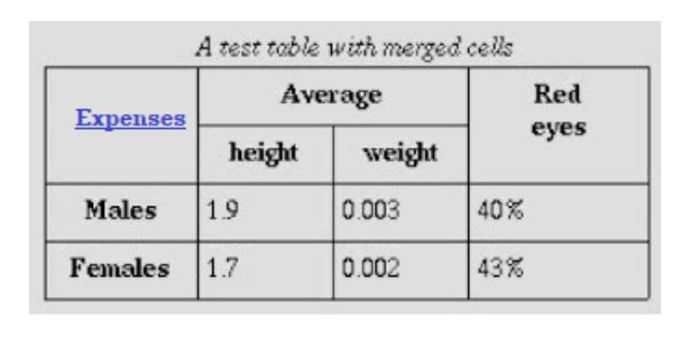 A test table with merged cells
Expenses Average Red
eyes
height weight
Males 1.9 0.003 40%
Females 1.7 0.002 43%